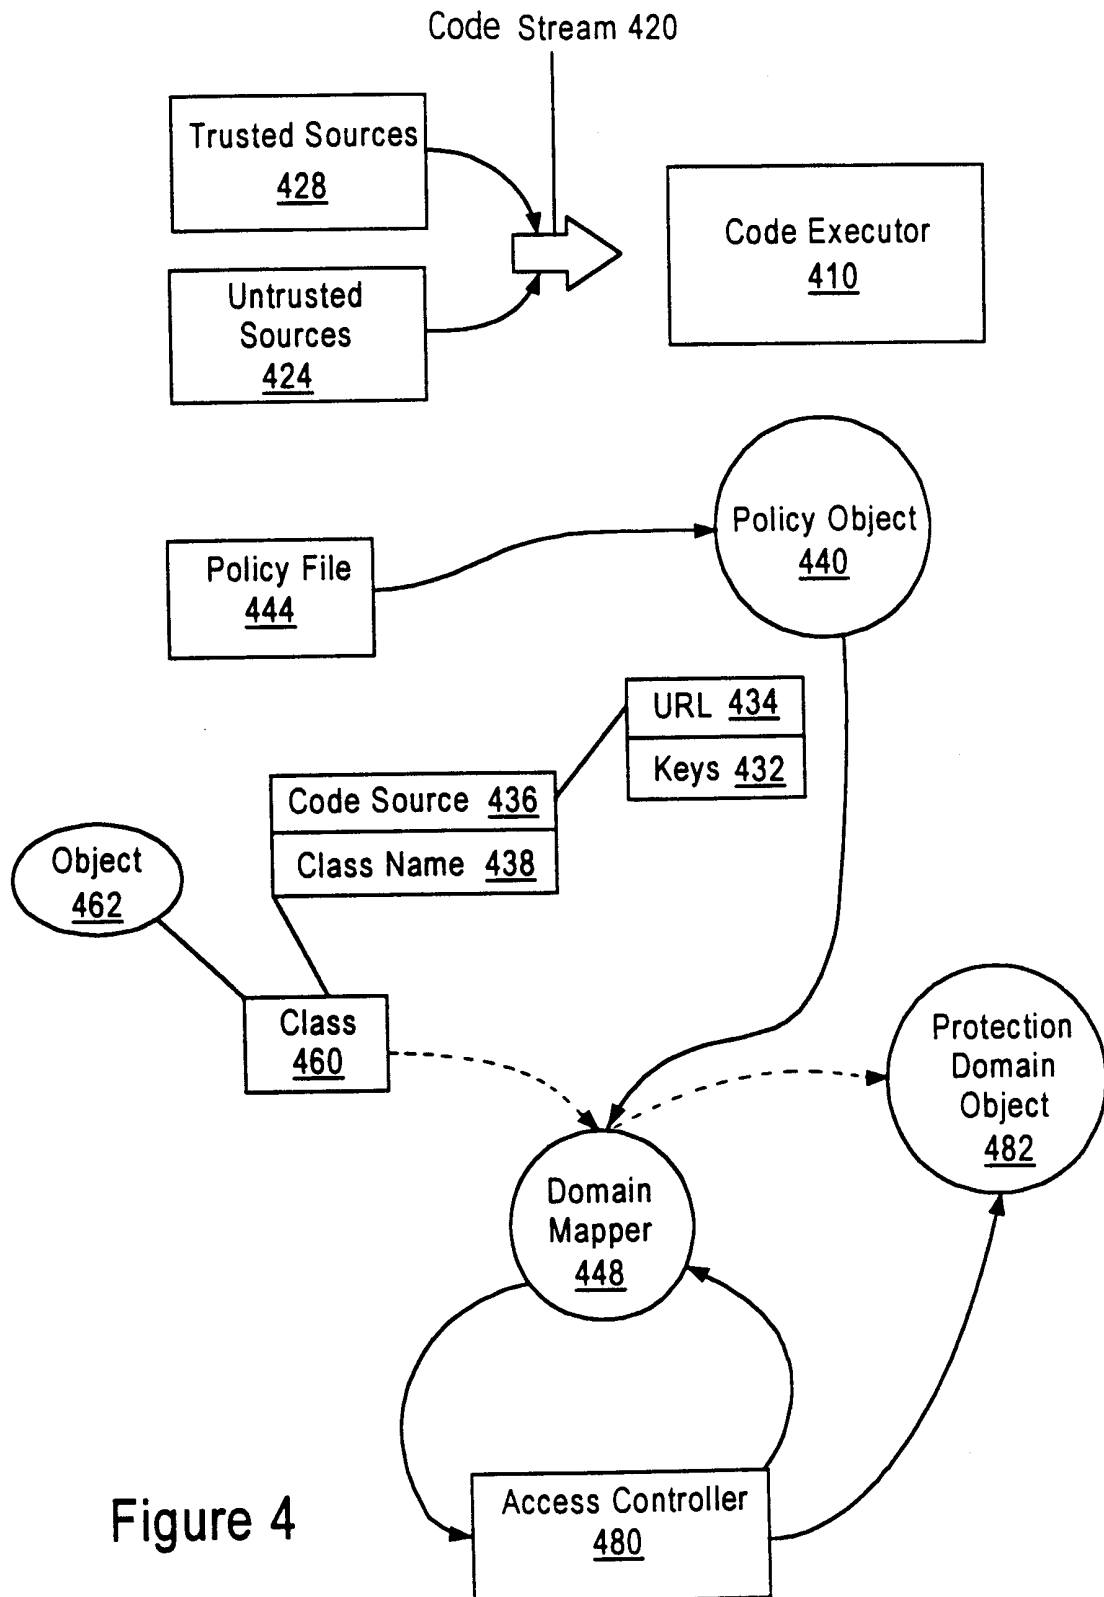 Code Stream 420
Trusted Sources
428
Code Executor
410
Untrusted
Sources
424
Policy Object
440
Policy File
444
URL 434
Keys 432
Code Source 436
Class Name 438
Object
462
Class
460
Protection
Domain
Object
482
Domain
Mapper
448
Access Controller
480
Figure 4